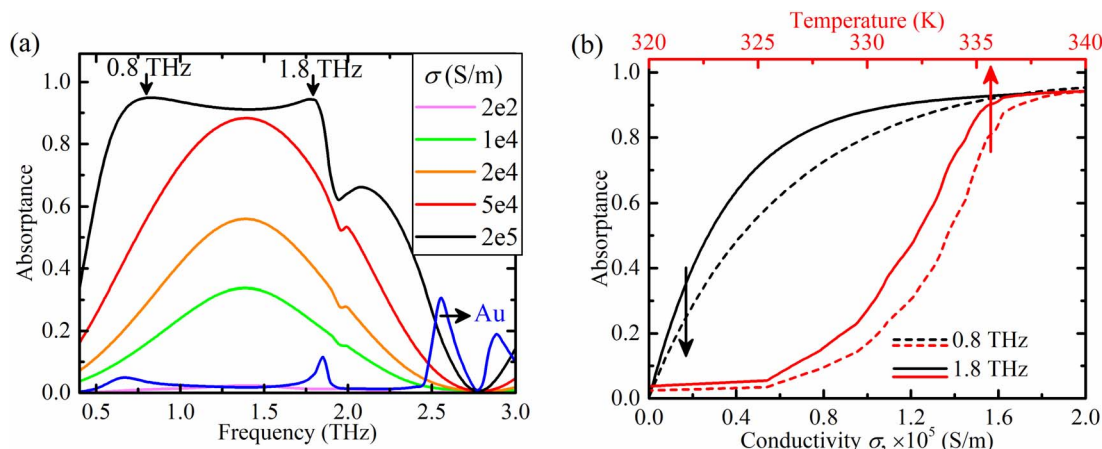 (a)
0.8 THz
1.8 THz
σ (S/m)
2e2
1e4
2e4
5e4
2e5
Au
1.0
0.8
0.6
0.4
0.2
0.0
Absorptance
0.5 1.0 1.5 2.0 2.5 3.0
Frequency (THz)
(b)
Temperature (K)
320 325 330 335 340
1.0
0.8
0.6
0.4
0.2
0.0
Absorptance
0.8 THz
1.8 THz
0.0 0.4 0.8 1.2 1.6 2.0
Conductivity σ, ×10⁵ (S/m)